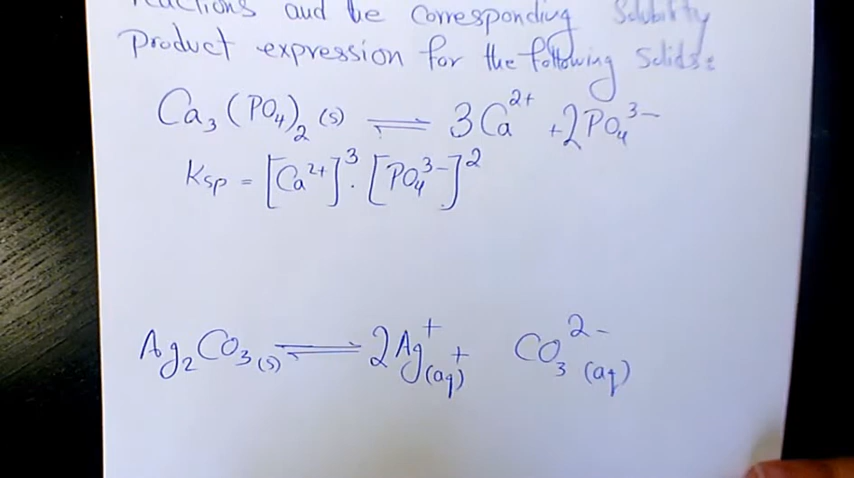 reactions and the corresponding Solubility
Product expression for the following Solids:
Ca₃(PO₄)₂(s) ⇌ 3Ca²⁺ + 2PO₄³⁻
Ksp = [Ca²⁺]³ · [PO₄³⁻]²
Ag₂CO₃(s) ⇌ 2Ag⁺(aq) + CO₃²⁻(aq)